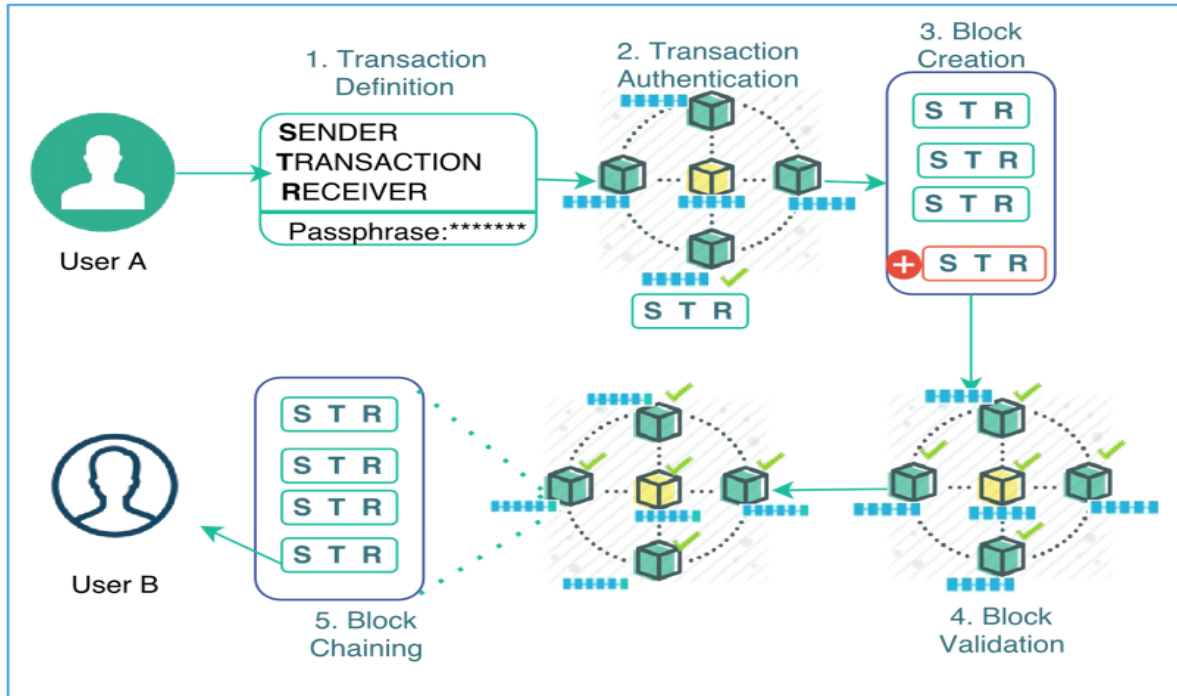 1. Transaction
Definition
2. Transaction
Authentication
3. Block
Creation
SENDER
TRANSACTION
RECEIVER
Passphrase:*******
User A
S T R
S T R
S T R
S T R
S T R
S T R
S T R
S T R
S T R
User B
5. Block
Chaining
4. Block
Validation